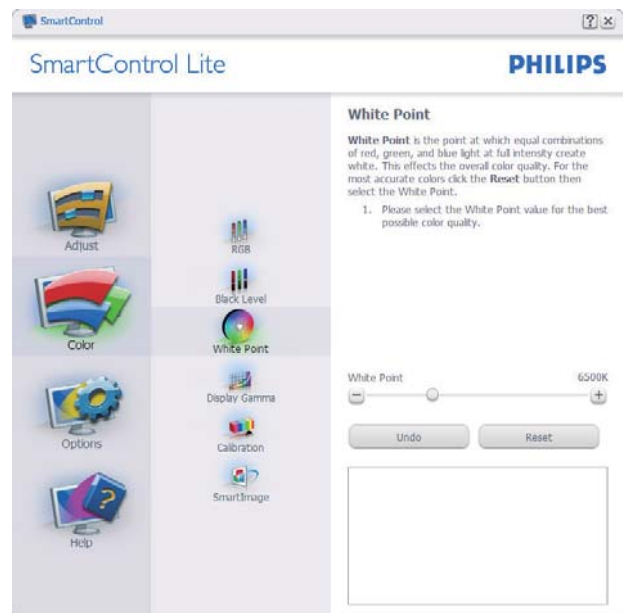 SmartControl
SmartControl Lite
PHILIPS
Adjust
Color
Options
Help
RGB
Black Level
White Point
Display Gamma
Calibration
SmartImage
White Point
White Point is the point at which equal combinations
of red, green, and blue light at full intensity create
white. This effects the overall color quality. For the
most accurate colors click the Reset button then
select the White Point.
1. Please select the White Point value for the best
possible color quality.
White Point 6500K
Undo Reset